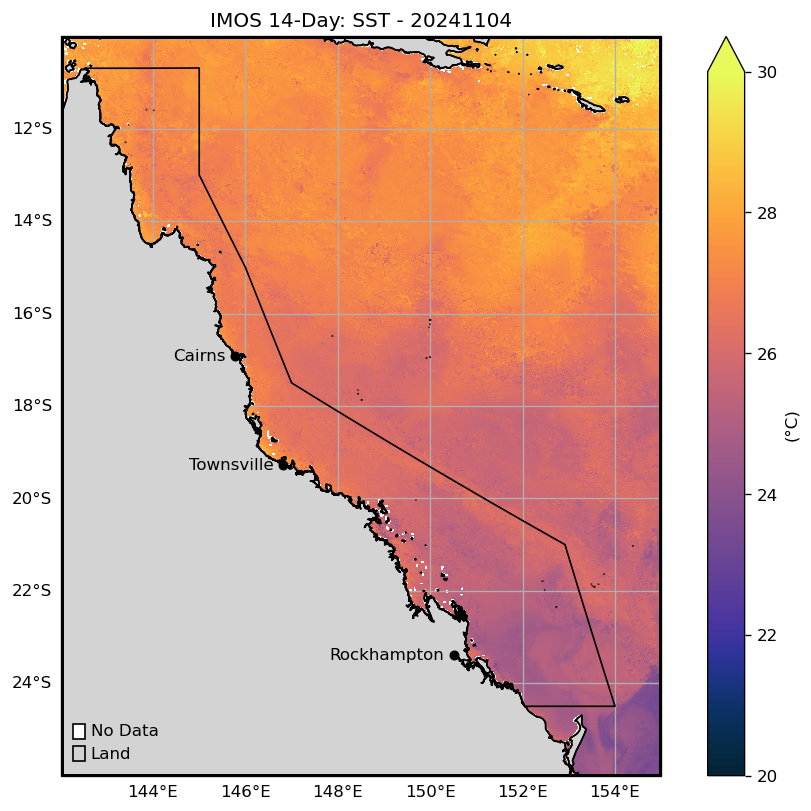 IMOS 14-Day: SST - 20241104
12°S
14°S
16°S
18°S
20°S
22°S
24°S
Cairns
Townsville
Rockhampton
No Data
Land
144°E 146°E 148°E 150°E 152°E 154°E
30
28
26
24
22
20
(°C)